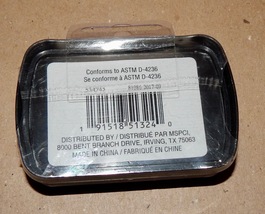 Conforms to ASTM D-4236
Se conforme à ASTM D-4236
1 91518 51324 0
DISTRIBUTED BY / DISTRIBUÉ PAR MSPCI,
8000 BENT BRANCH DRIVE, IRVING, TX 75063
MADE IN CHINA / FABRIQUÉ EN CHINE